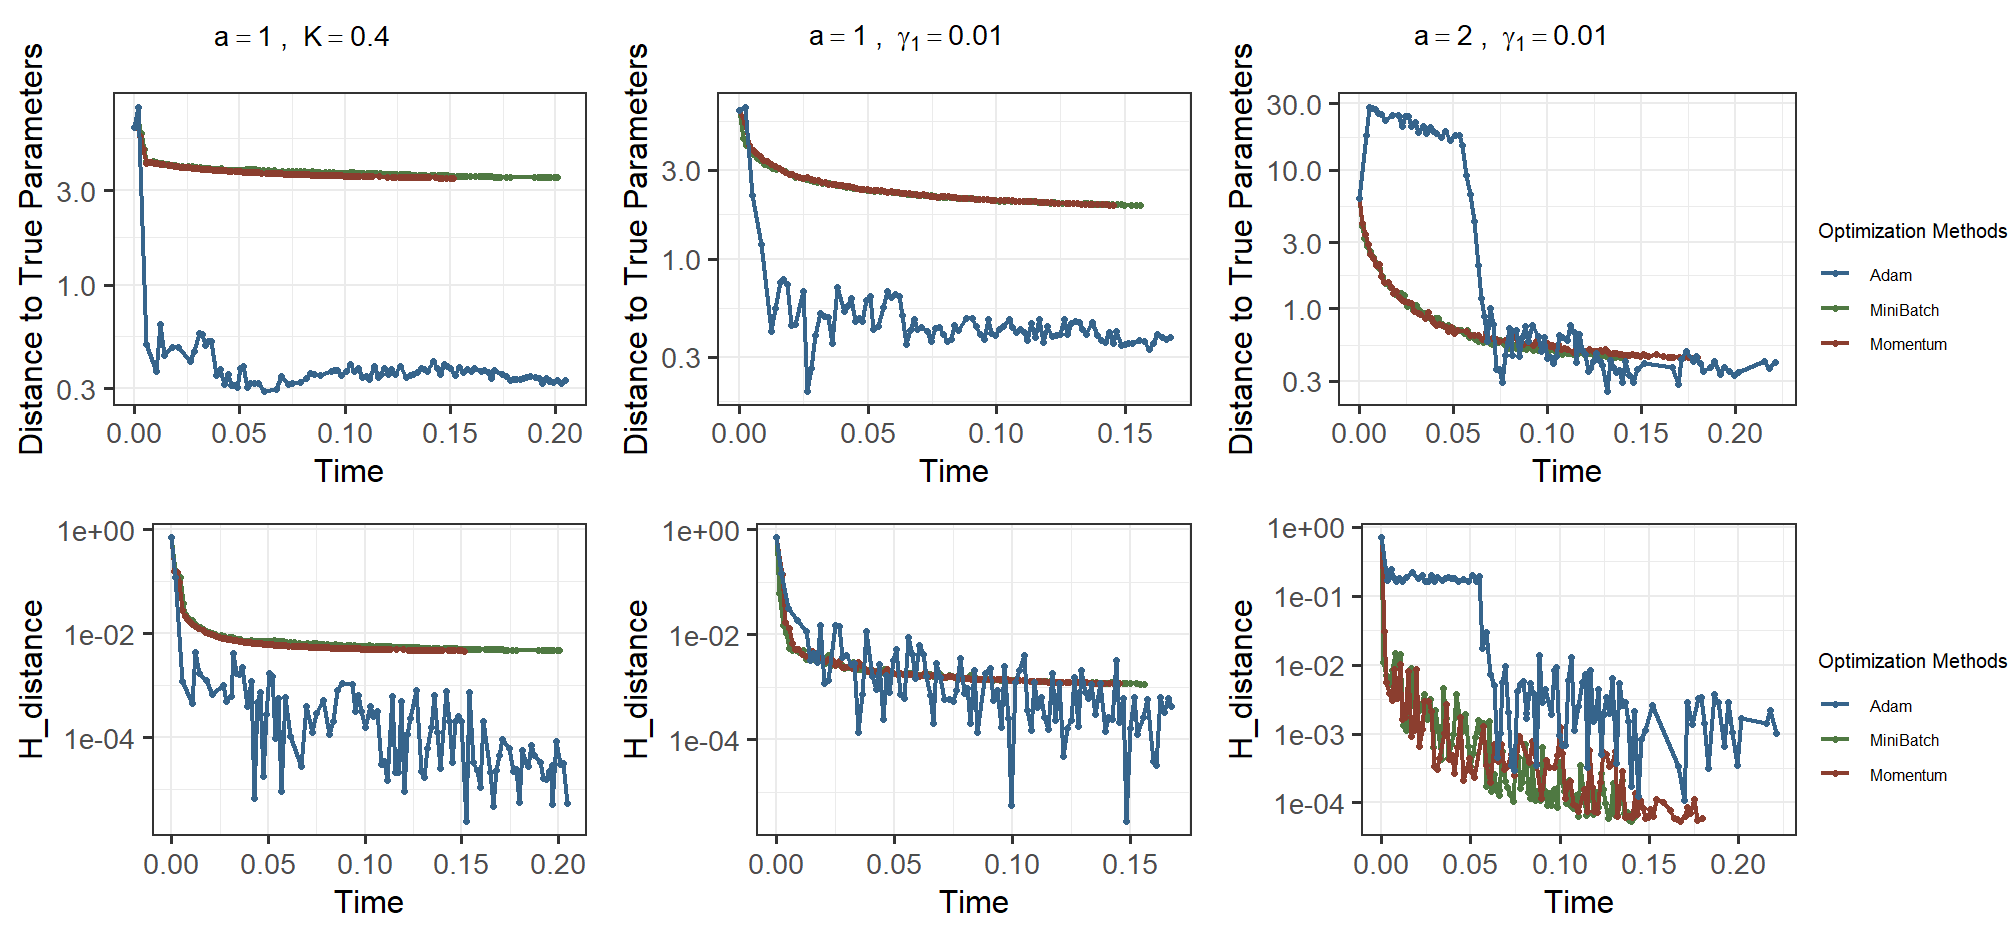 a = 1 , K = 0.4
a = 1 , γ1 = 0.01
a = 2 , γ1 = 0.01
Distance to True Parameters
3.0
1.0
0.3
0.00 0.05 0.10 0.15 0.20
Time
Distance to True Parameters
3.0
1.0
0.3
0.00 0.05 0.10 0.15
Time
Distance to True Parameters
30.0
10.0
3.0
1.0
0.3
0.00 0.05 0.10 0.15 0.20
Time
Optimization Methods
Adam
MiniBatch
Momentum
H_distance
1e+00
1e-02
1e-04
0.00 0.05 0.10 0.15 0.20
Time
H_distance
1e+00
1e-02
1e-04
0.00 0.05 0.10 0.15
Time
H_distance
1e+00
1e-01
1e-02
1e-03
1e-04
0.00 0.05 0.10 0.15 0.20
Time
Optimization Methods
Adam
MiniBatch
Momentum